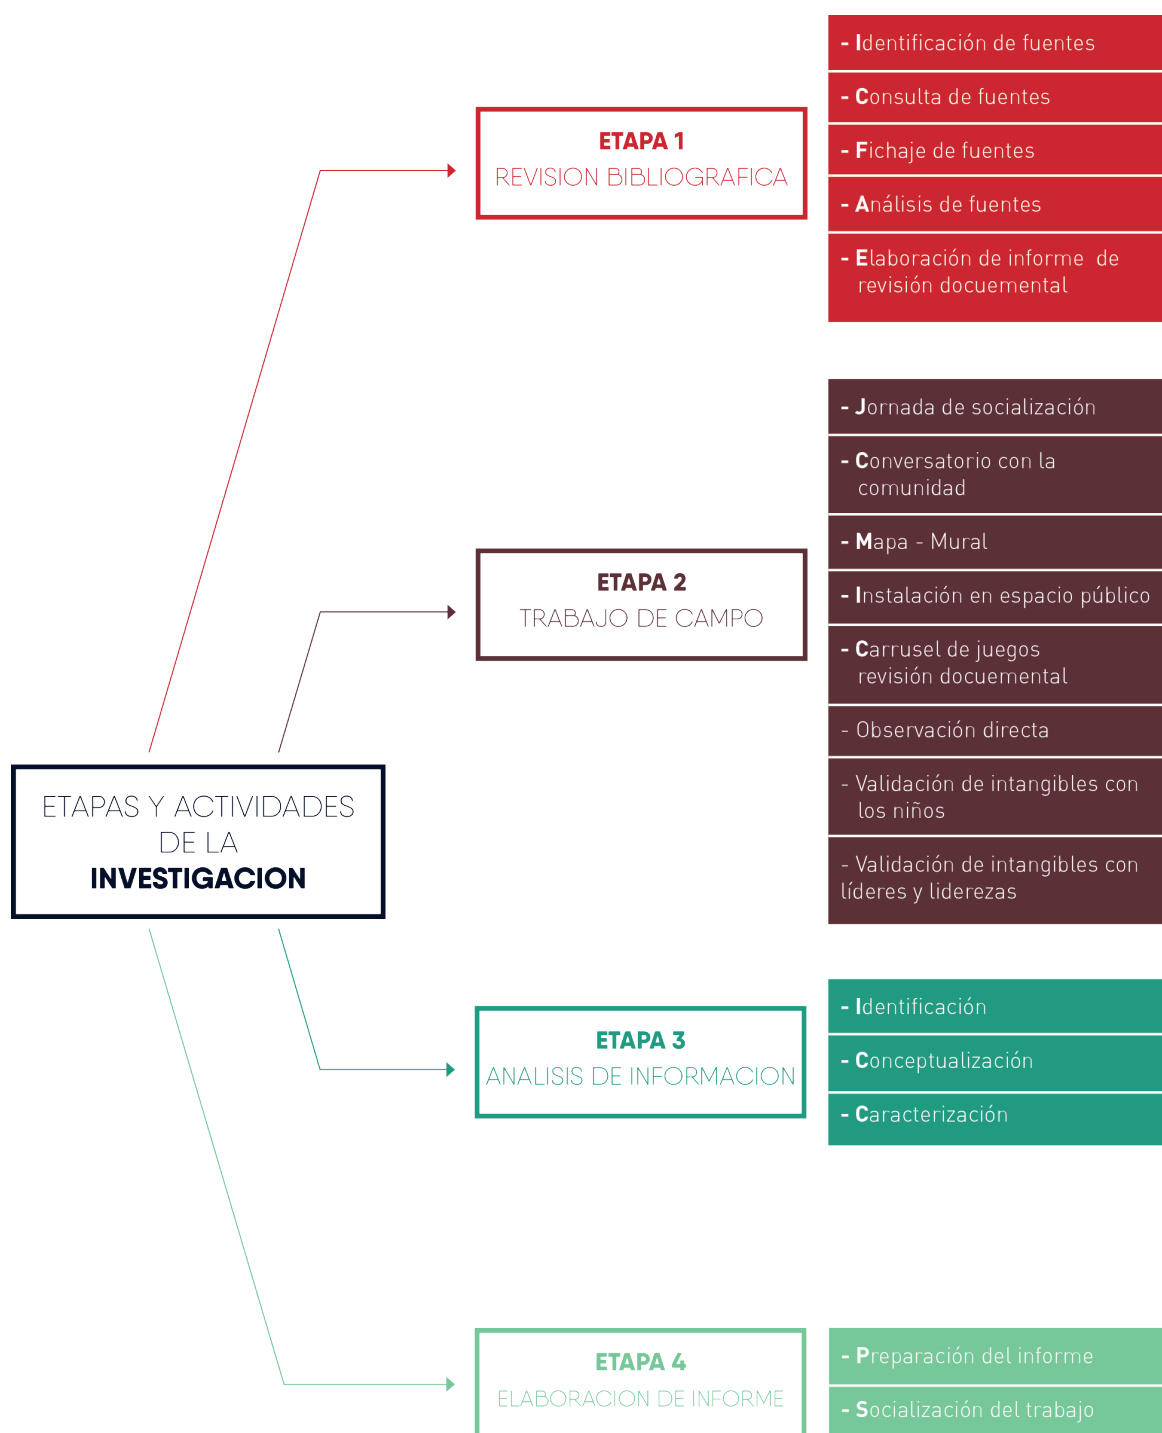 ETAPAS Y ACTIVIDADES
DE LA
INVESTIGACION
ETAPA 1
REVISION BIBLIOGRAFICA
- Identificación de fuentes
- Consulta de fuentes
- Fichaje de fuentes
- Análisis de fuentes
- Elaboración de informe de
revisión docuemental
ETAPA 2
TRABAJO DE CAMPO
- Jornada de socialización
- Conversatorio con la
comunidad
- Mapa - Mural
- Instalación en espacio público
- Carrusel de juegos
revisión docuemental
- Observación directa
- Validación de intangibles con
los niños
- Validación de intangibles con
líderes y liderezas
ETAPA 3
ANALISIS DE INFORMACION
- Identificación
- Conceptualización
- Caracterización
ETAPA 4
ELABORACION DE INFORME
- Preparación del informe
- Socialización del trabajo